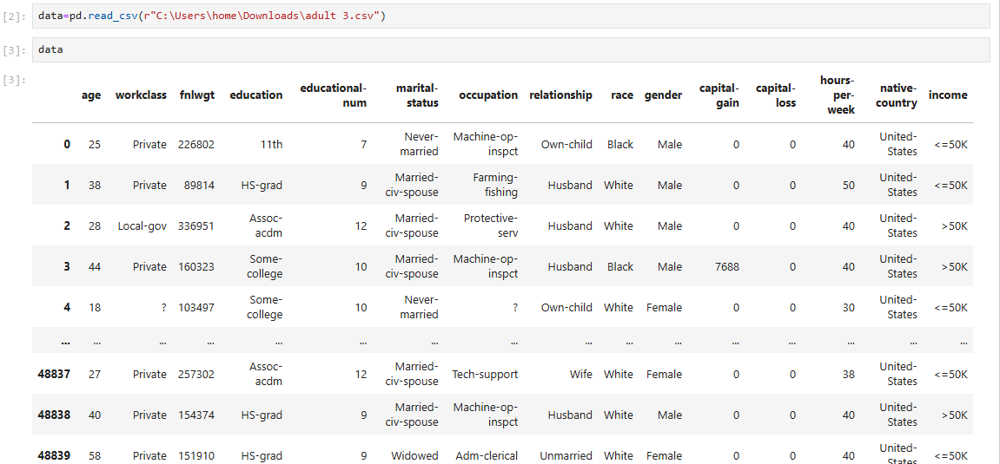 [2]: data=pd.read_csv(r"C:\Users\home\Downloads\adult 3.csv")
[3]: data
[3]:
age workclass fnlwgt education educational-num marital-status occupation relationship race gender capital-gain capital-loss hours-per-week native-country income
0 25 Private 226802 11th 7 Never-married Machine-op-inspct Own-child Black Male 0 0 40 United-States <=50K
1 38 Private 89814 HS-grad 9 Married-civ-spouse Farming-fishing Husband White Male 0 0 50 United-States <=50K
2 28 Local-gov 336951 Assoc-acdm 12 Married-civ-spouse Protective-serv Husband White Male 0 0 40 United-States >50K
3 44 Private 160323 Some-college 10 Married-civ-spouse Machine-op-inspct Husband Black Male 7688 0 40 United-States >50K
4 18 ? 103497 Some-college 10 Never-married ? Own-child White Female 0 0 30 United-States <=50K
... ... ... ... ... ... ... ... ... ... ... ... ... ... ... ...
48837 27 Private 257302 Assoc-acdm 12 Married-civ-spouse Tech-support Wife White Female 0 0 38 United-States <=50K
48838 40 Private 154374 HS-grad 9 Married-civ-spouse Machine-op-inspct Husband White Male 0 0 40 United-States >50K
48839 58 Private 151910 HS-grad 9 Widowed Adm-clerical Unmarried White Female 0 0 40 United-States <=50K